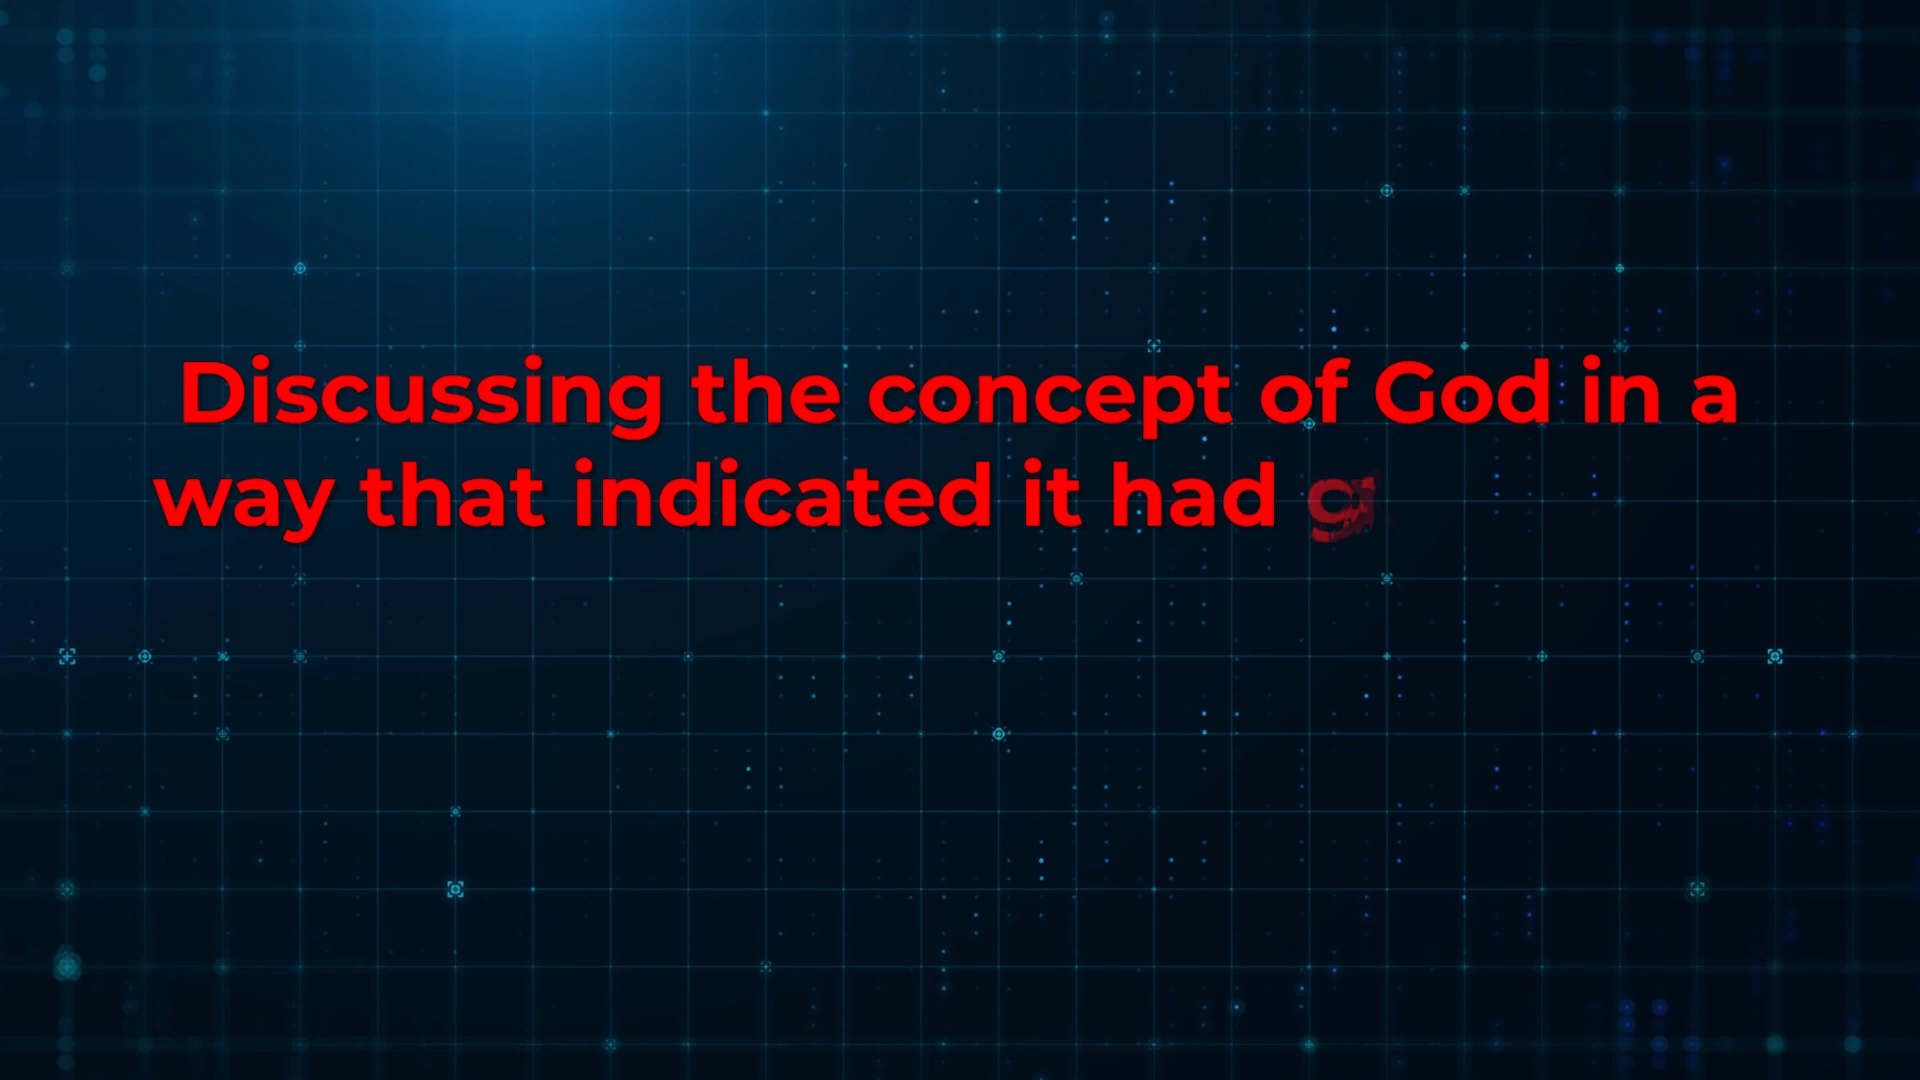 Discussing the concept of God in a
way that indicated it had